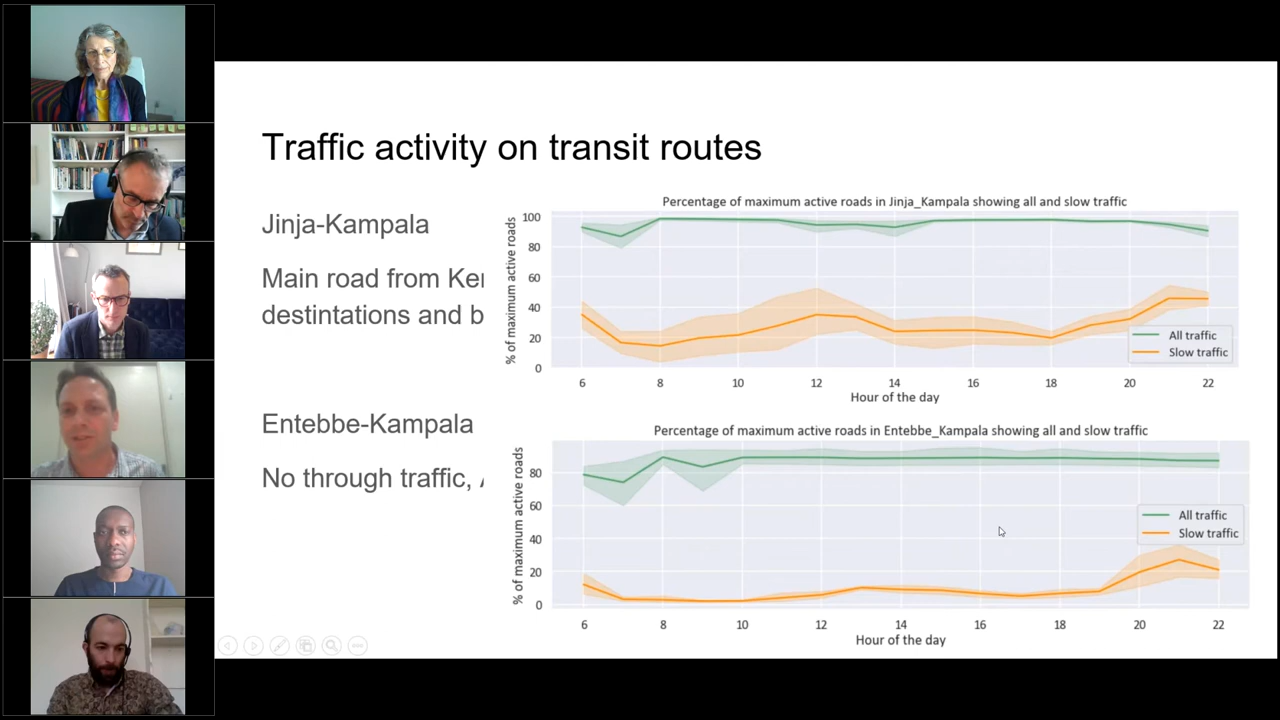 Traffic activity on transit routes
Jinja-Kampala
Main road from Ker
destintations and b
Entebbe-Kampala
No through traffic,
Percentage of maximum active roads in Jinja_Kampala showing all and slow traffic
% of maximum active roads
100
80
60
40
20
0
All traffic
Slow traffic
6 8 10 12 14 16 18 20 22
Hour of the day
Percentage of maximum active roads in Entebbe_Kampala showing all and slow traffic
% of maximum active roads
80
60
40
20
0
All traffic
Slow traffic
6 8 10 12 14 16 18 20 22
Hour of the day